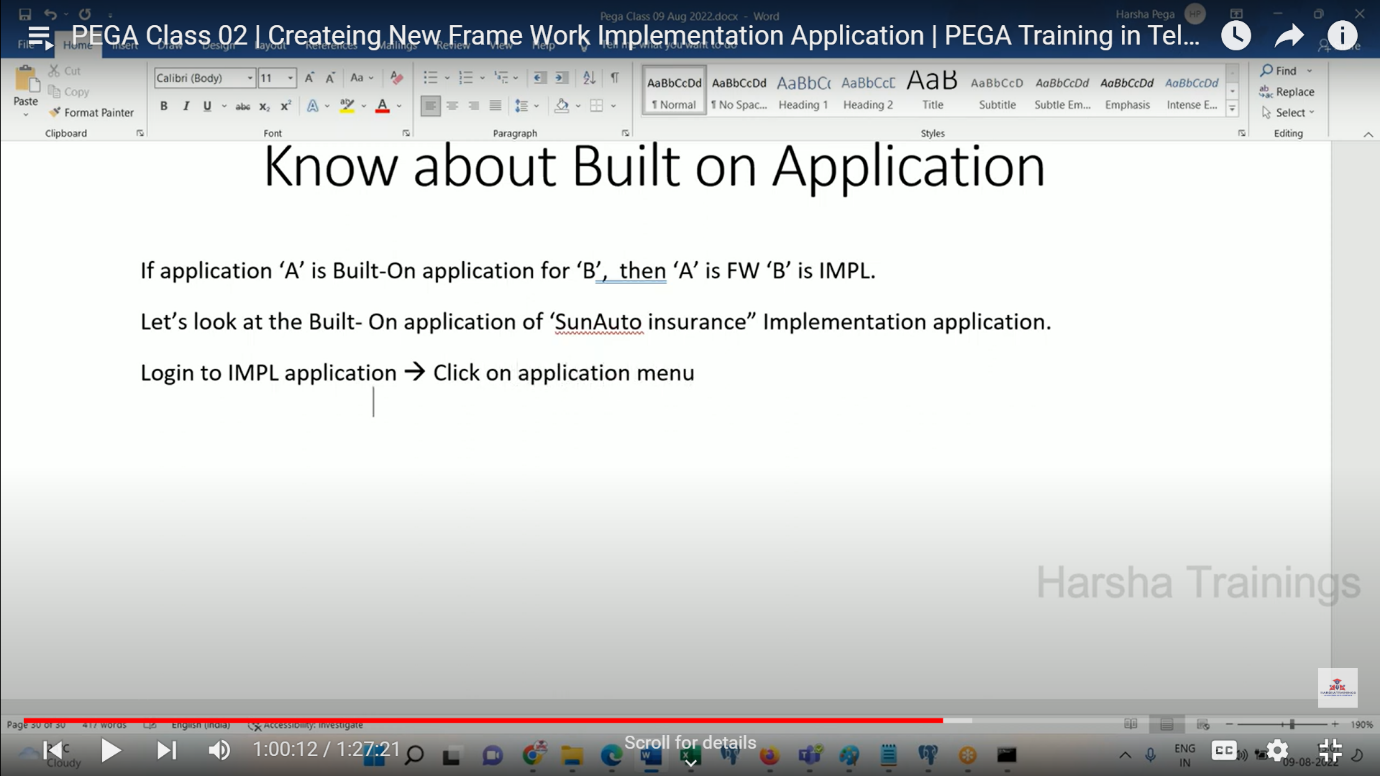 Pega Class 09 Aug 2022.docx - Word
Harsha Pega
HP
PEGA Class 02 | Createing New Frame Work Implementation Application | PEGA Training in Tel...
File Home Insert Draw Design Layout References Mailings Review View Help Tell me what you want to do
Paste
Cut
Copy
Format Painter
Clipboard
Calibri (Body) 11
Font
Paragraph
AaBbCcDd AaBbCcDd AaBbC( AaBbCcE AaB AaBbCcD AaBbCcDd AaBbCcDd AaBbCcDd
¶ Normal ¶ No Spac... Heading 1 Heading 2 Title Subtitle Subtle Em... Emphasis Intense E...
Styles
Find
Replace
Select
Editing
Know about Built on Application
If application ‘A’ is Built-On application for ‘B’, then ‘A’ is FW ‘B’ is IMPL.
Let’s look at the Built- On application of ‘SunAuto insurance” Implementation application.
Login to IMPL application → Click on application menu
Harsha Trainings
Page 30 of 30 417 words English (India) Accessibility: Investigate
190%
1:00:12 / 1:27:21
Scroll for details
Cloudy
ENG
IN
CC
09-08-2022